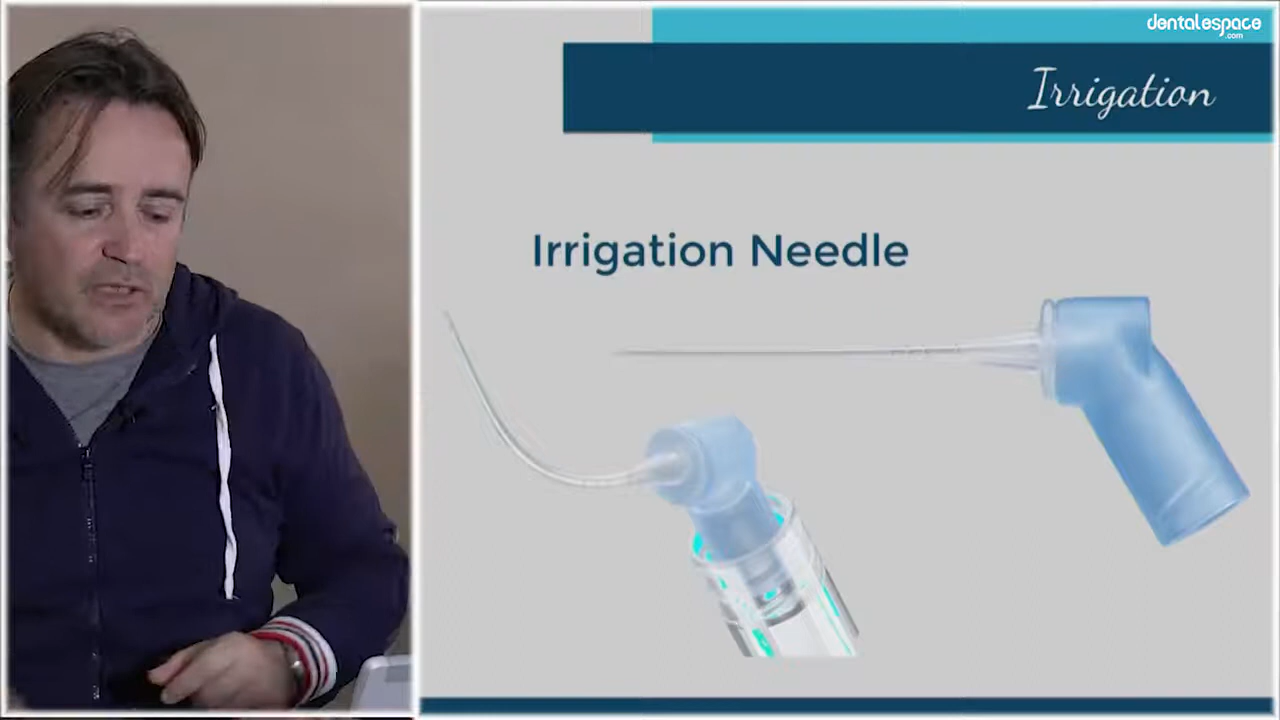 dentalespace
.com
Irrigation
Irrigation Needle